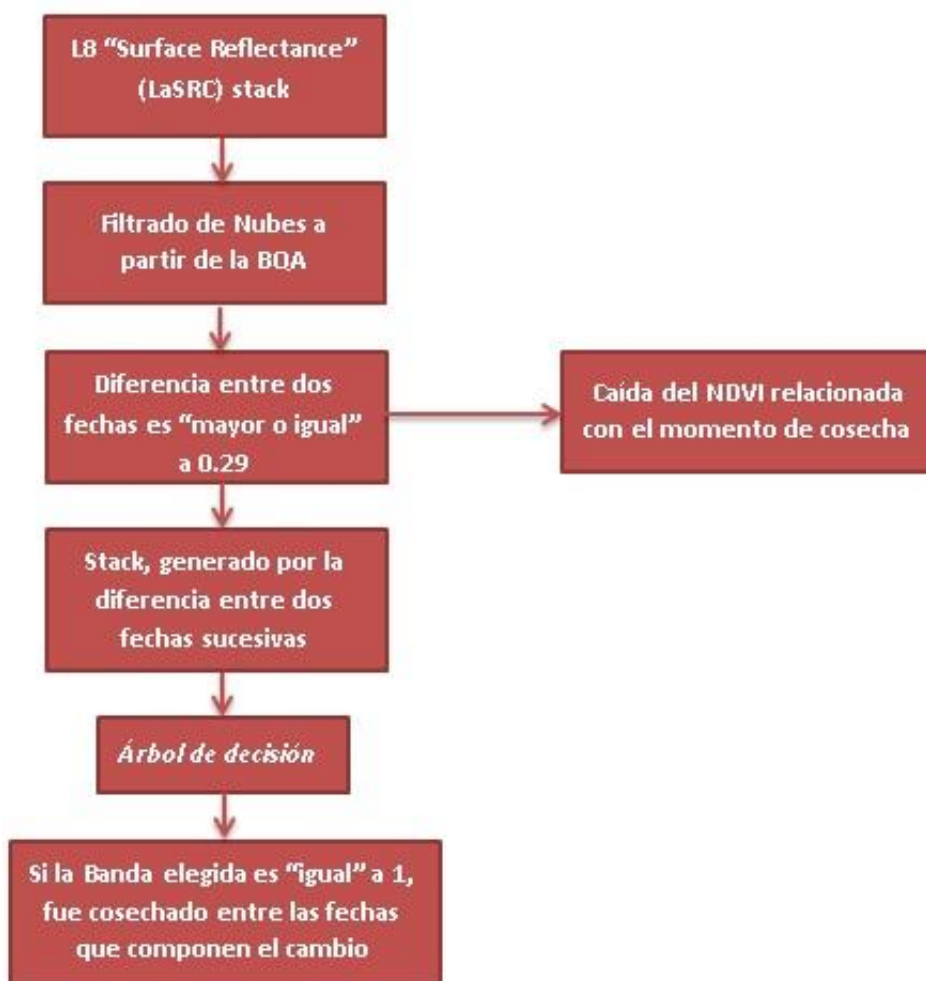 L8 “Surface Reflectance”
(LaSRC) stack
Filtrado de Nubes a
partir de la BQA
Diferencia entre dos
fechas es “mayor o igual”
a 0.29
Caída del NDVI relacionada
con el momento de cosecha
Stack, generado por la
diferencia entre dos
fechas sucesivas
Árbol de decisión
Si la Banda elegida es “igual” a 1,
fue cosechado entre las fechas
que componen el cambio